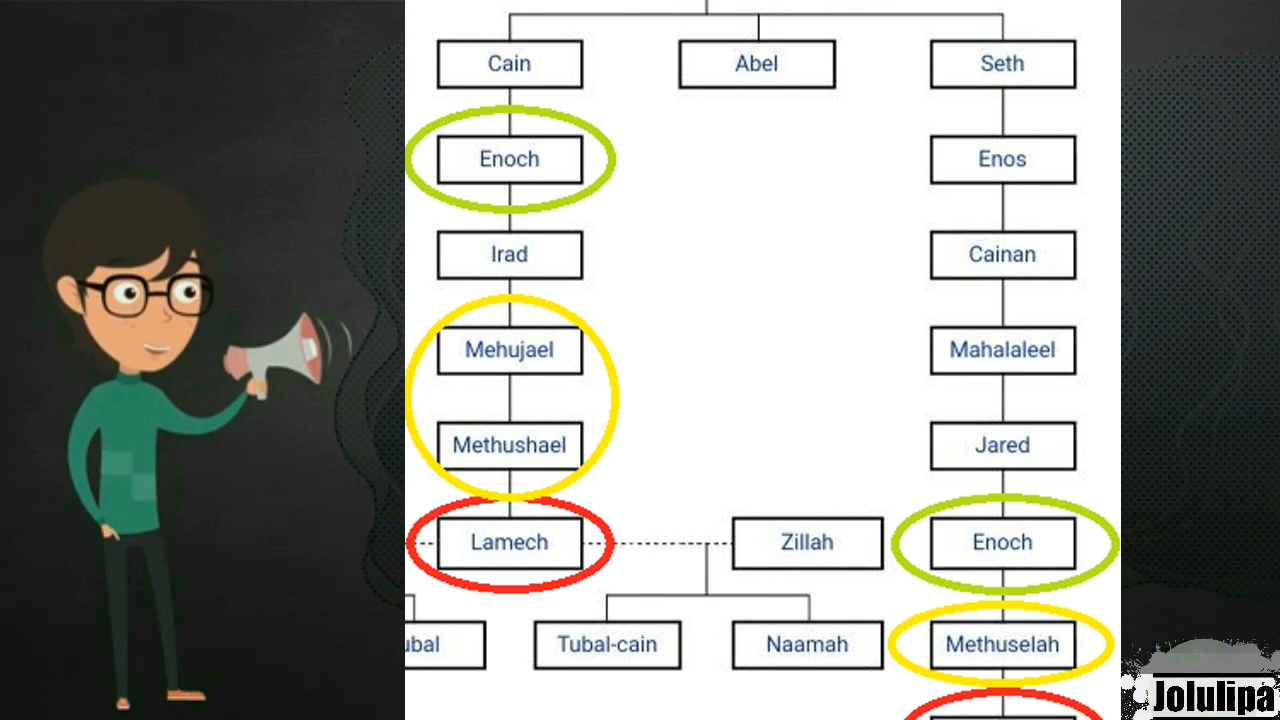 Cain Abel Seth
Enoch Enos
Irad Cainan
Mehujael Mahalaleel
Methushael Jared
Lamech Zillah Enoch
ubal Tubal-cain Naamah Methuselah
Jolulipa